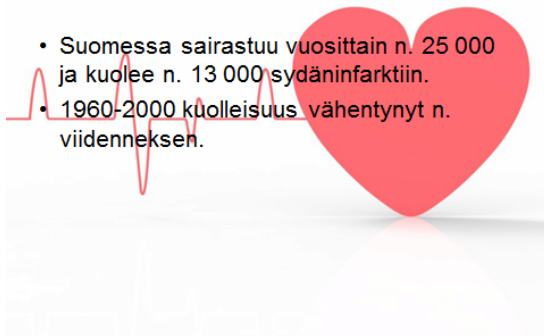 • Suomessa sairastuu vuosittain n. 25 000
ja kuolee n. 13 000 sydäninfarktiin.
• 1960-2000 kuolleisuus vähentynyt n.
viidenneksen.